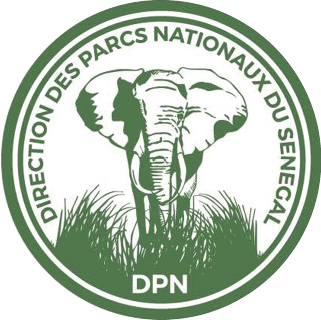 DIRECTION DES PARCS NATIONAUX DU SENEGAL
DPN